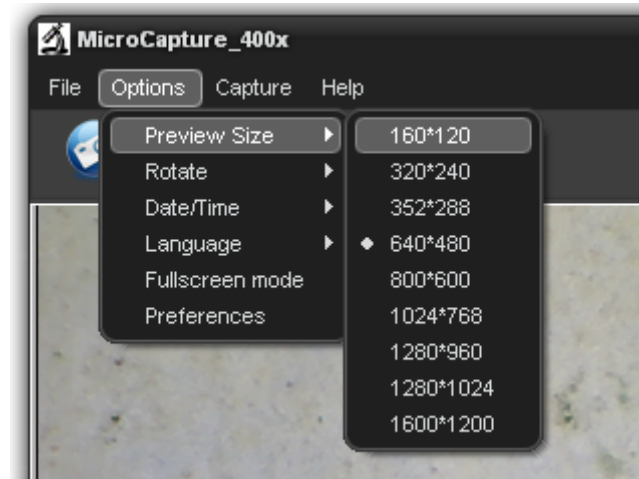 MicroCapture_400x
File Options Capture Help
Preview Size
Rotate
Date/Time
Language
Fullscreen mode
Preferences
160*120
320*240
352*288
640*480
800*600
1024*768
1280*960
1280*1024
1600*1200